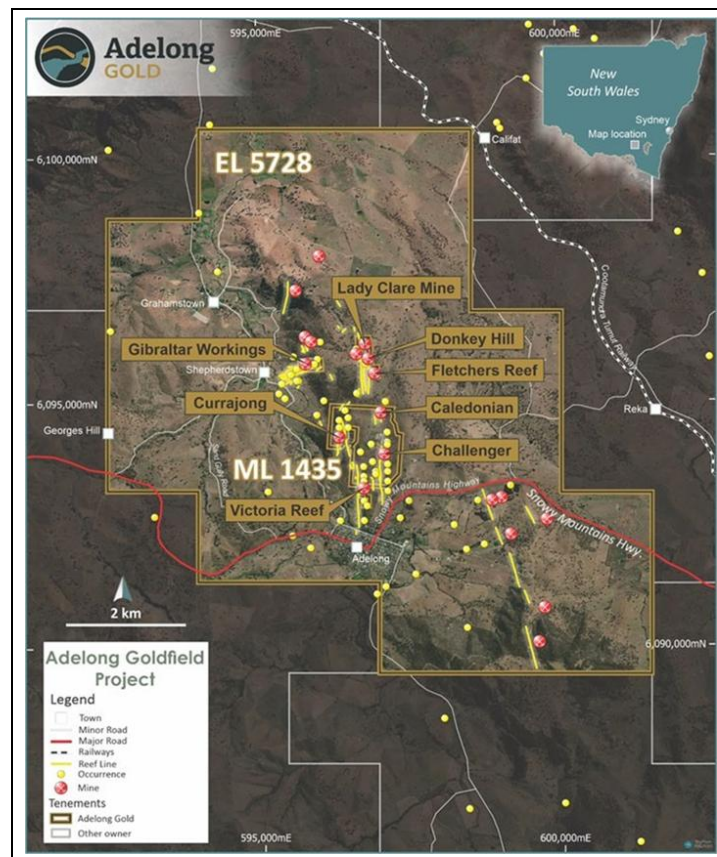 Adelong
GOLD
595,000mE
600,000mE
New
South Wales
Sydney
Map location
Califat
6,100,000mN
EL 5728
Cootamundra Tumut Railway
Lady Clare Mine
Grahamstown
Gibraltar Workings
Donkey Hill
Shepherdstown
Fletchers Reef
6,095,000mN
Currajong
Caledonian
Reka
Georges Hill
ML 1435
Challenger
Snowy Mountains Highway
Victoria Reef
Snowy Mountains Hwy.
Adelong
2 km
6,090,000mN
Adelong Goldfield
Project
Legend
Town
Minor Road
Major Road
Railways
Reef Line
Occurrence
Mine
Tenements
Adelong Gold
Other owner
595,000mE
600,000mE